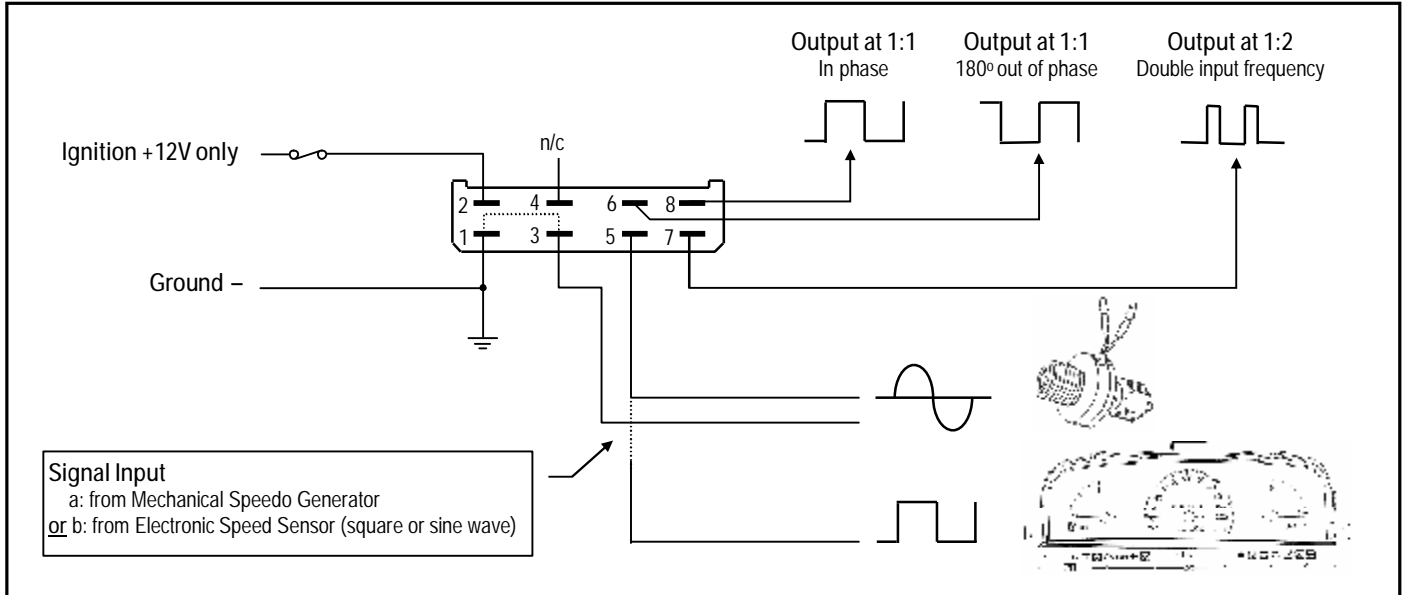 Output at 1:1
In phase
Output at 1:1
180º out of phase
Output at 1:2
Double input frequency
Ignition +12V only
n/c
2 4 6 8
1 3 5 7
Ground –
Signal Input
a: from Mechanical Speedo Generator
or b: from Electronic Speed Sensor (square or sine wave)